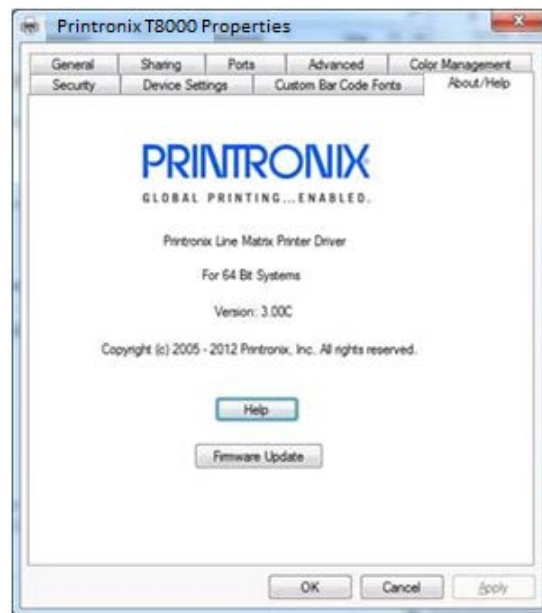 Printronix T8000 Properties
General Sharing Ports Advanced Color Management
Security Device Settings Custom Bar Code Fonts About/Help
PRINTRONIX
GLOBAL PRINTING...ENABLED.
Printronix Line Matrix Printer Driver
For 64 Bit Systems
Version: 3.00C
Copyright (c) 2005 - 2012 Printronix, Inc. All rights reserved.
Help
Firmware Update
OK Cancel Apply